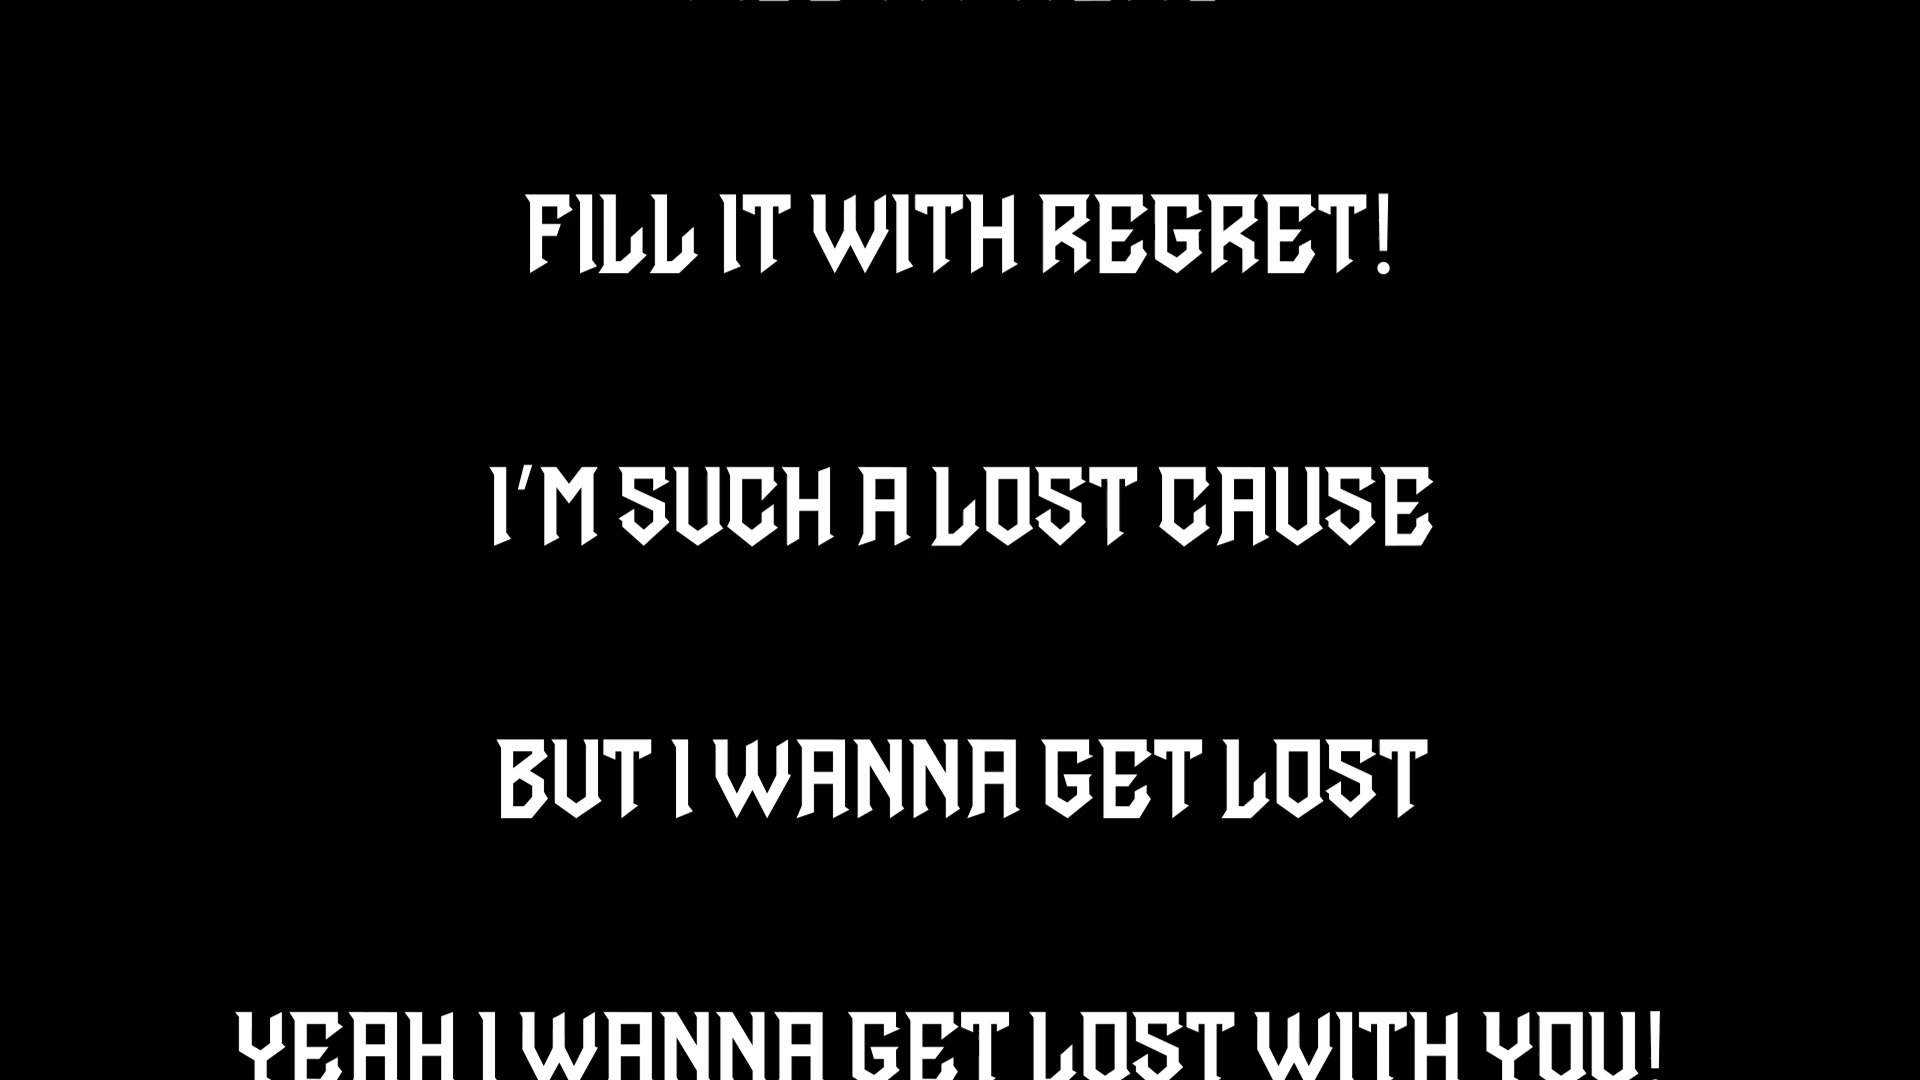 FILL IT WITH REGRET!
I'M SUCH A LOST CAUSE
BUT I WANNA GET LOST
YEAH I WANNA GET LOST WITH YOU!